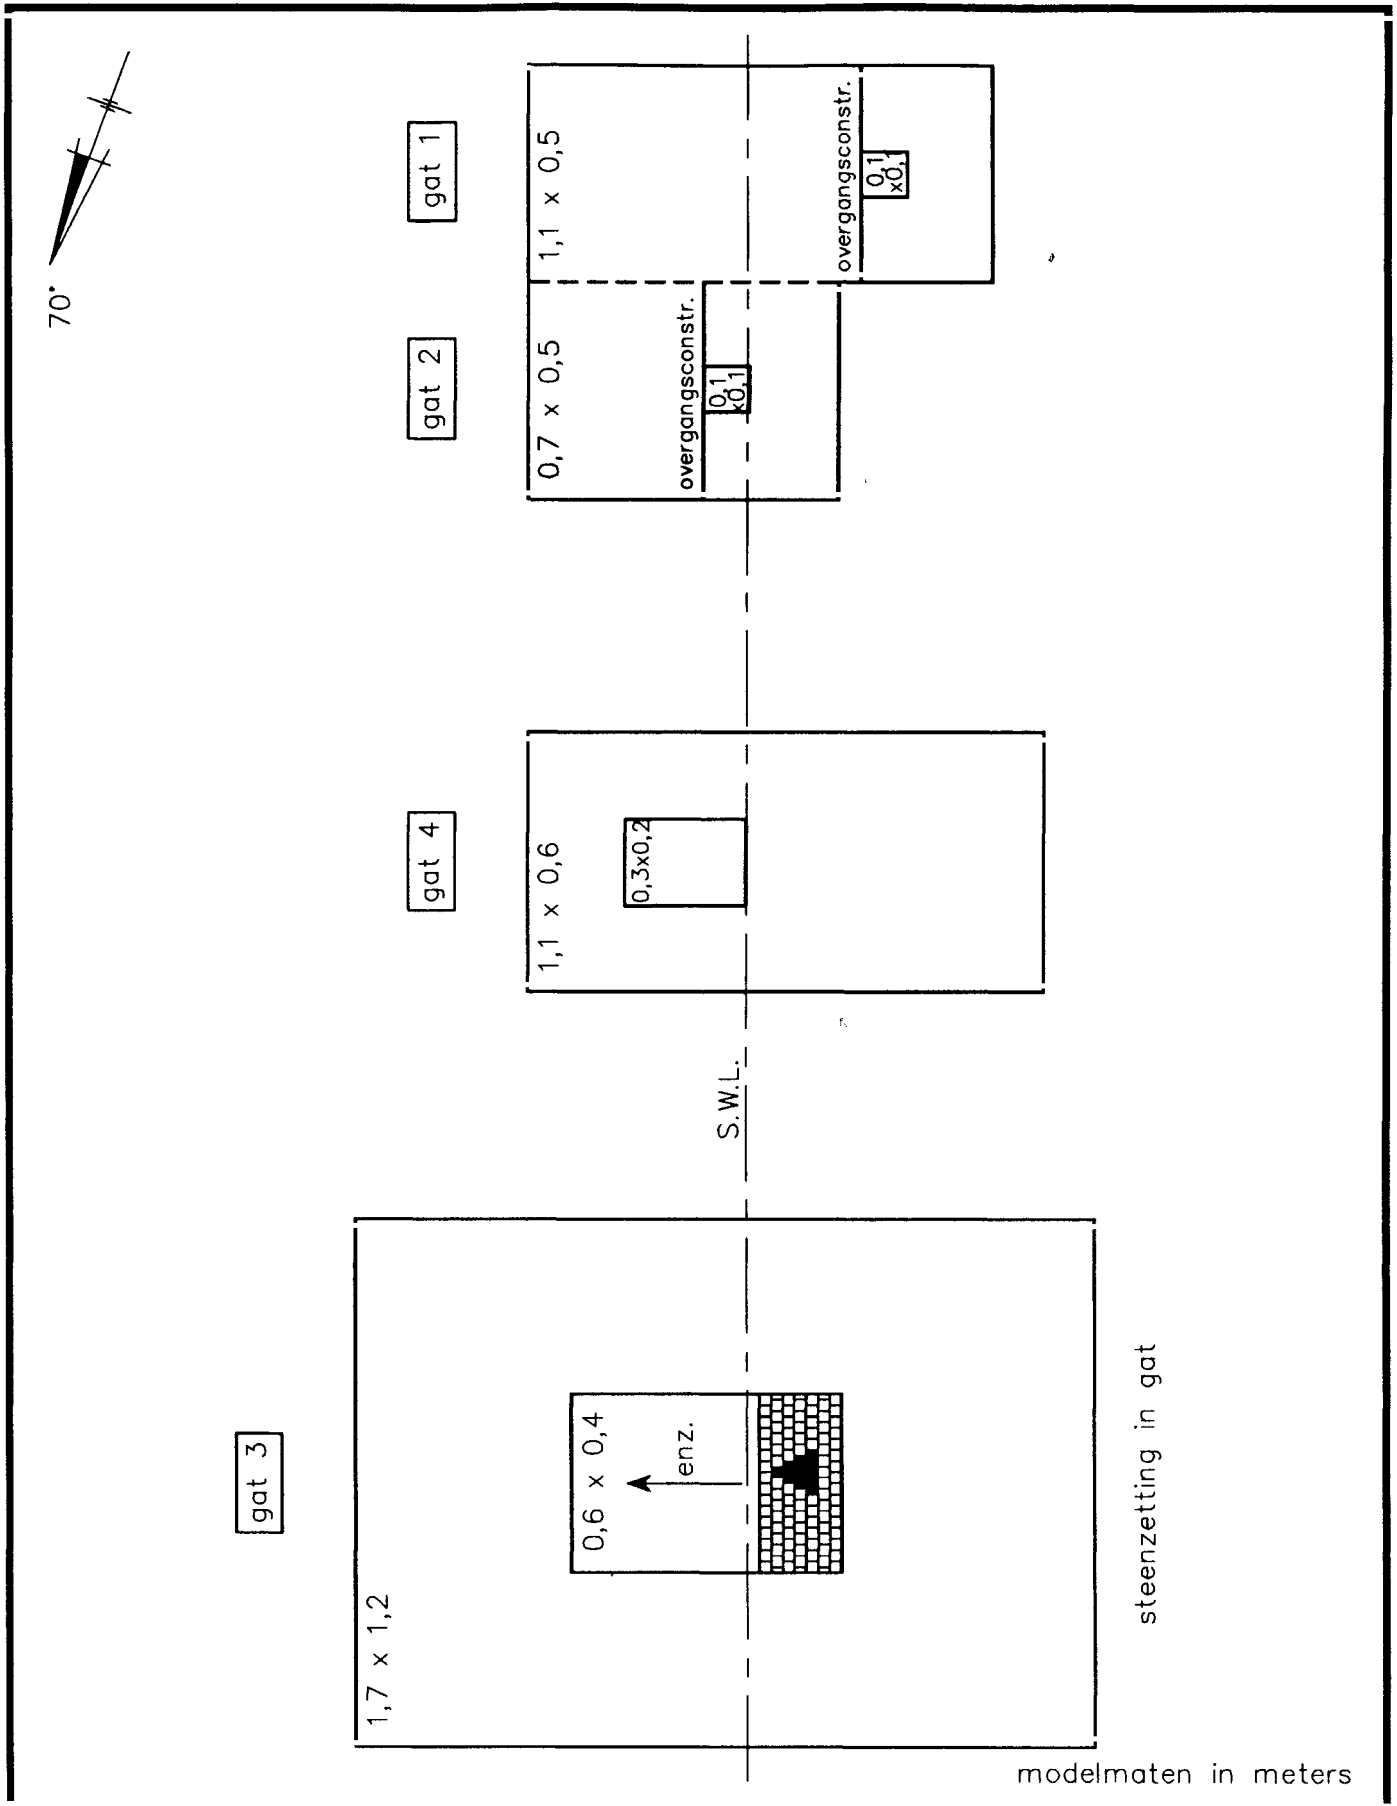 70°
gat 1
1,1 x 0,5
overgangsconstr.
0,1
x0,1
gat 2
0,7 x 0,5
overgangsconstr.
0,1
x0,1
gat 4
1,1 x 0,6
0,3x0,2
S.W.L.
gat 3
1,7 x 1,2
0,6 x 0,4
enz.
steenzetting in gat
modelmaten in meters